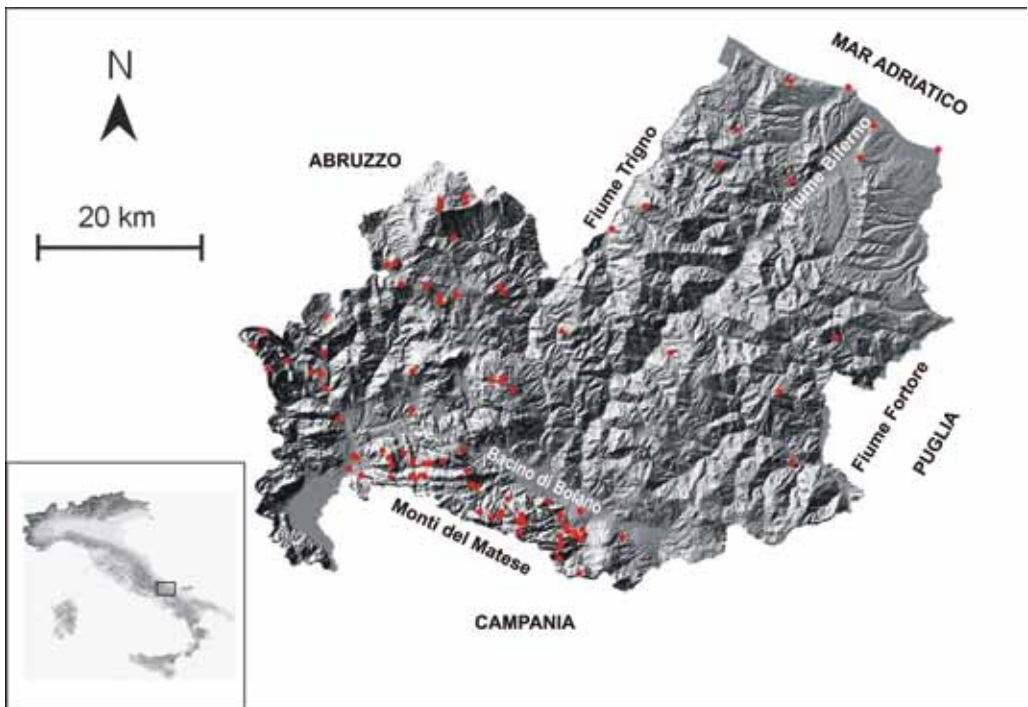 N
20 km
ABRUZZO
MAR ADRIATICO
Fiume Trigno
Fiume Biferno
Fiume Fortore
PUGLIA
Bacino di Boiano
Monti del Matese
CAMPANIA